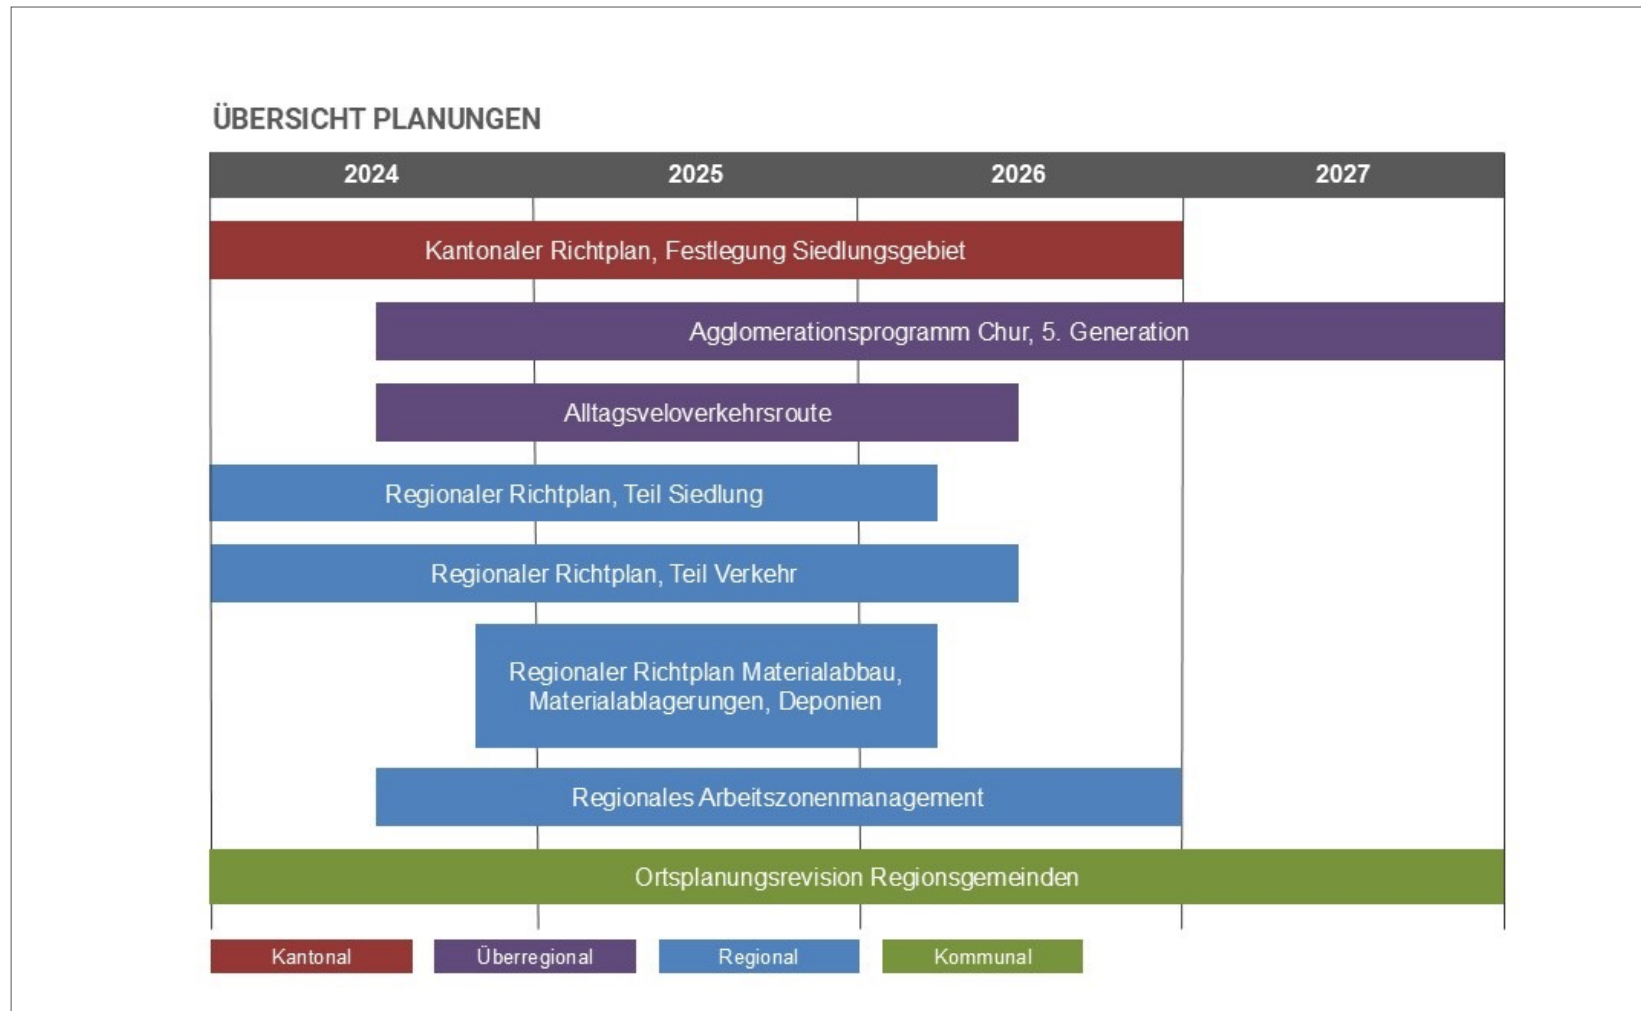 ÜBERSICHT PLANUNGEN
2024 2025 2026 2027
Kantonaler Richtplan, Festlegung Siedlungsgebiet
Agglomerationsprogramm Chur, 5. Generation
Alltagsveloverkehrsroute
Regionaler Richtplan, Teil Siedlung
Regionaler Richtplan, Teil Verkehr
Regionaler Richtplan Materialabbau,
Materialablagerungen, Deponien
Regionales Arbeitszonenmanagement
Ortsplanungsrevision Regionsgemeinden
Kantonal Überregional Regional Kommunal